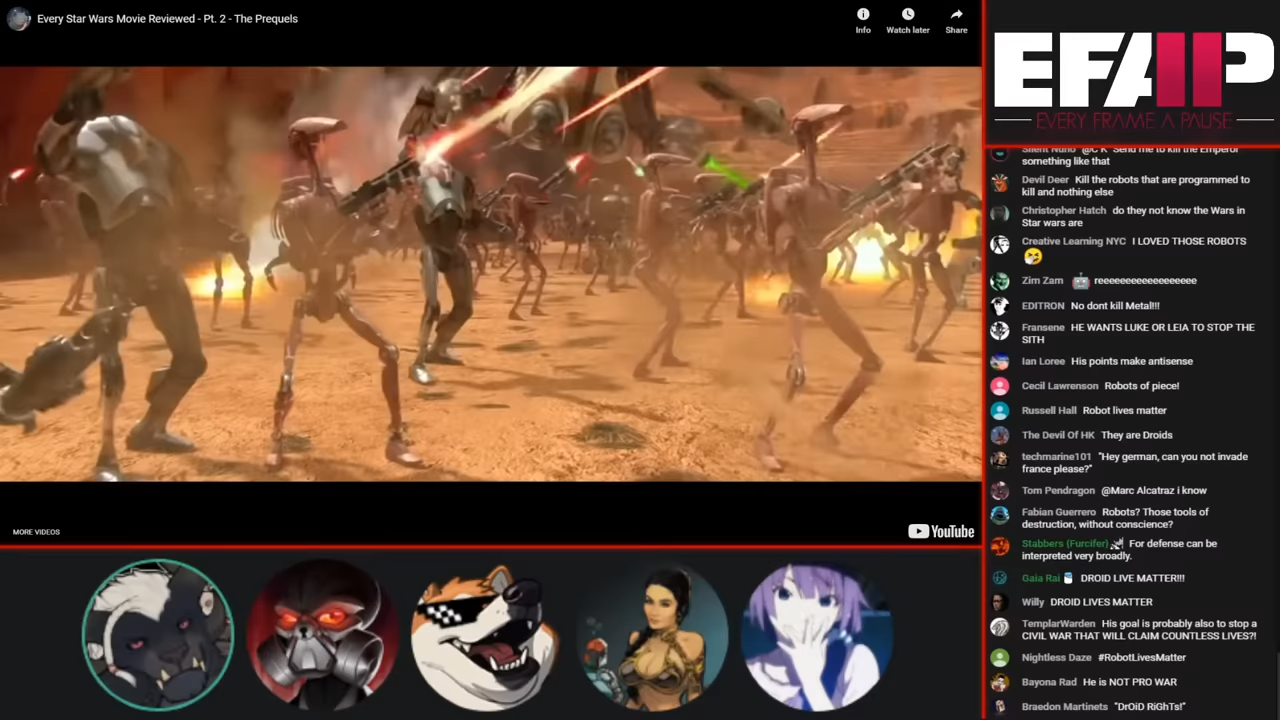 Every Star Wars Movie Reviewed - Pt. 2 - The Prequels
Info
Watch later
Share
MORE VIDEOS
YouTube
EFAP
EVERY FRAME A PAUSE
Silent Nuno @C K Send me to kill the Emperor
something like that
Devil Deer Kill the robots that are programmed to
kill and nothing else
Christopher Hatch do they not know the Wars in
Star wars are
Creative Learning NYC I LOVED THOSE ROBOTS
Zim Zam reeeeeeeeeeeeeeeeee
EDITRON No dont kill Metal!!!
Fransene HE WANTS LUKE OR LEIA TO STOP THE
SITH
Ian Loree His points make antisense
Cecil Lawrenson Robots of piece!
Russell Hall Robot lives matter
The Devil Of HK They are Droids
techmarine101 "Hey german, can you not invade
france please?"
Tom Pendragon @Marc Alcatraz i know
Fabian Guerrero Robots? Those tools of
destruction, without conscience?
Stabbers (Furcifer) For defense can be
interpreted very broadly.
Gaia Rai DROID LIVE MATTER!!!
Willy DROID LIVES MATTER
TemplarWarden His goal is probably also to stop a
CIVIL WAR THAT WILL CLAIM COUNTLESS LIVES?!
Nightless Daze #RobotLivesMatter
Bayona Rad He is NOT PRO WAR
Braedon Martinets "DrOiD RiGhTs!"